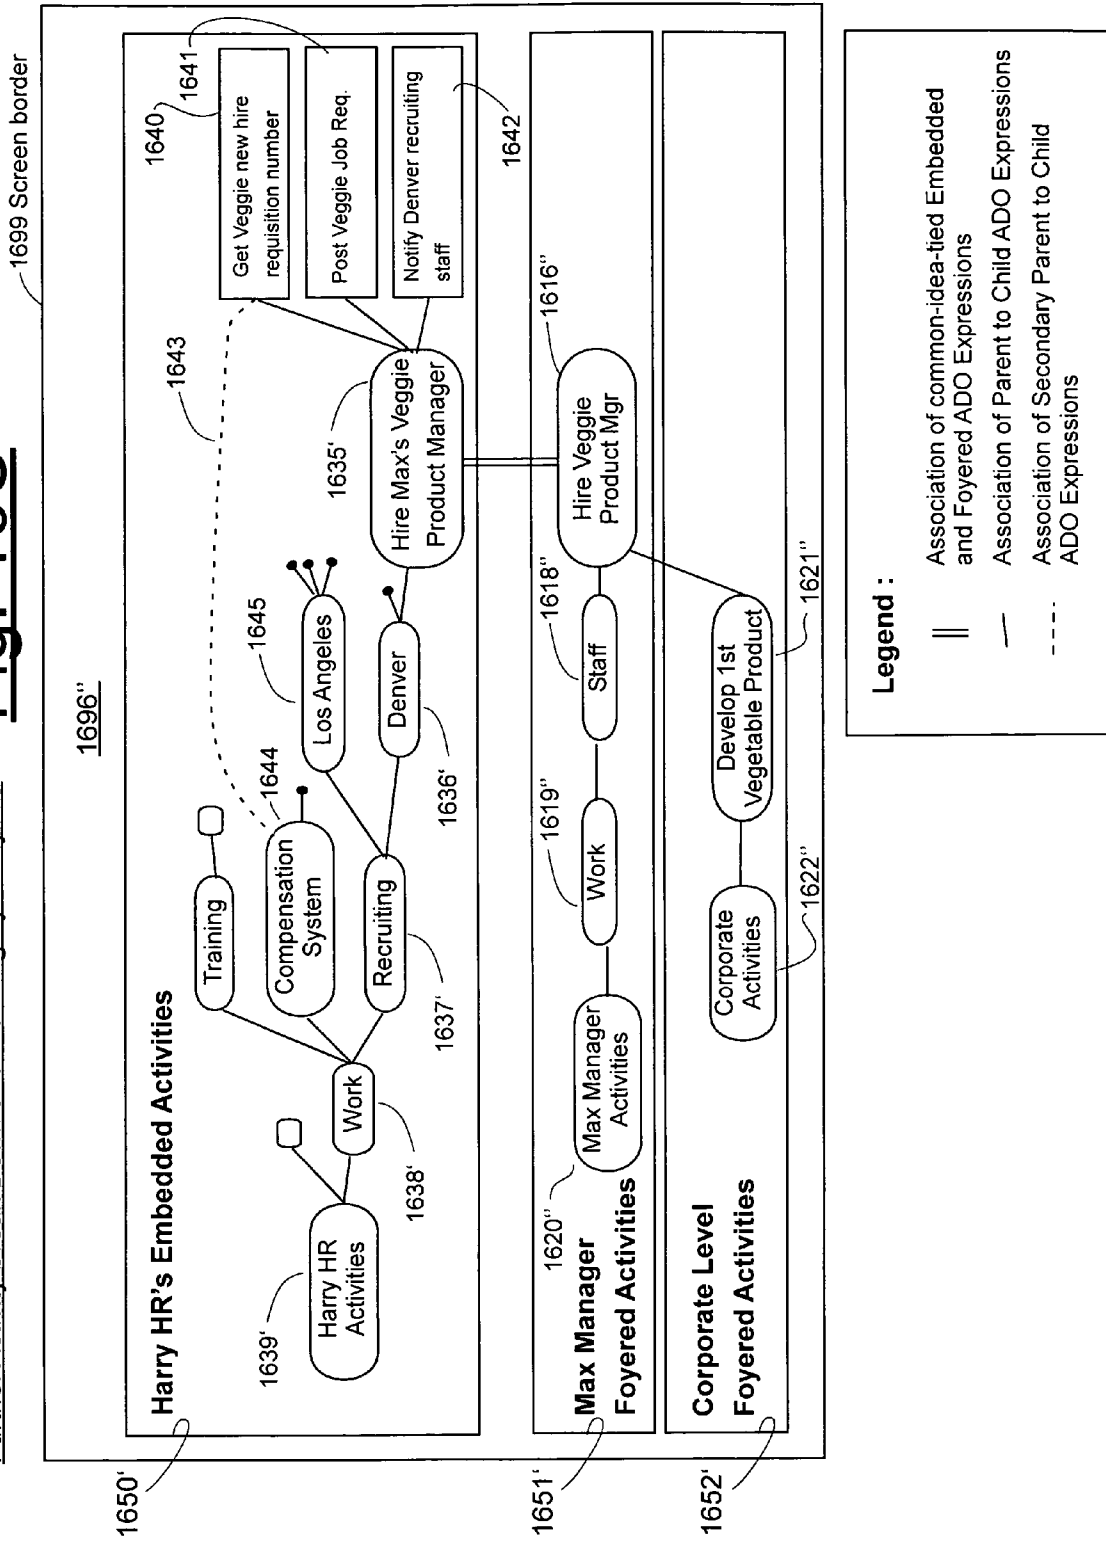 1699 Screen border
1696"
Harry HR's Embedded Activities
1650'
1639'
Harry HR
Activities
Work
1638'
Training
Compensation
System
1644
Recruiting
1637'
Los Angeles
1645
Denver
1636'
1643
Hire Max's Veggie
Product Manager
1635'
Get Veggie new hire
requisition number
1640
Post Veggie Job Req.
1641
Notify Denver recruiting
staff
1642
Max Manager
Foyered Activities
1651'
1620"
Max Manager
Activities
Work
1619"
Staff
1618"
Hire Veggie
Product Mgr
1616"
Corporate Level
Foyered Activities
1652'
Corporate
Activities
1622"
Develop 1st
Vegetable Product
1621"
Legend :
Association of common-idea-tied Embedded
and Foyered ADO Expressions
Association of Parent to Child ADO Expressions
Association of Secondary Parent to Child
ADO Expressions